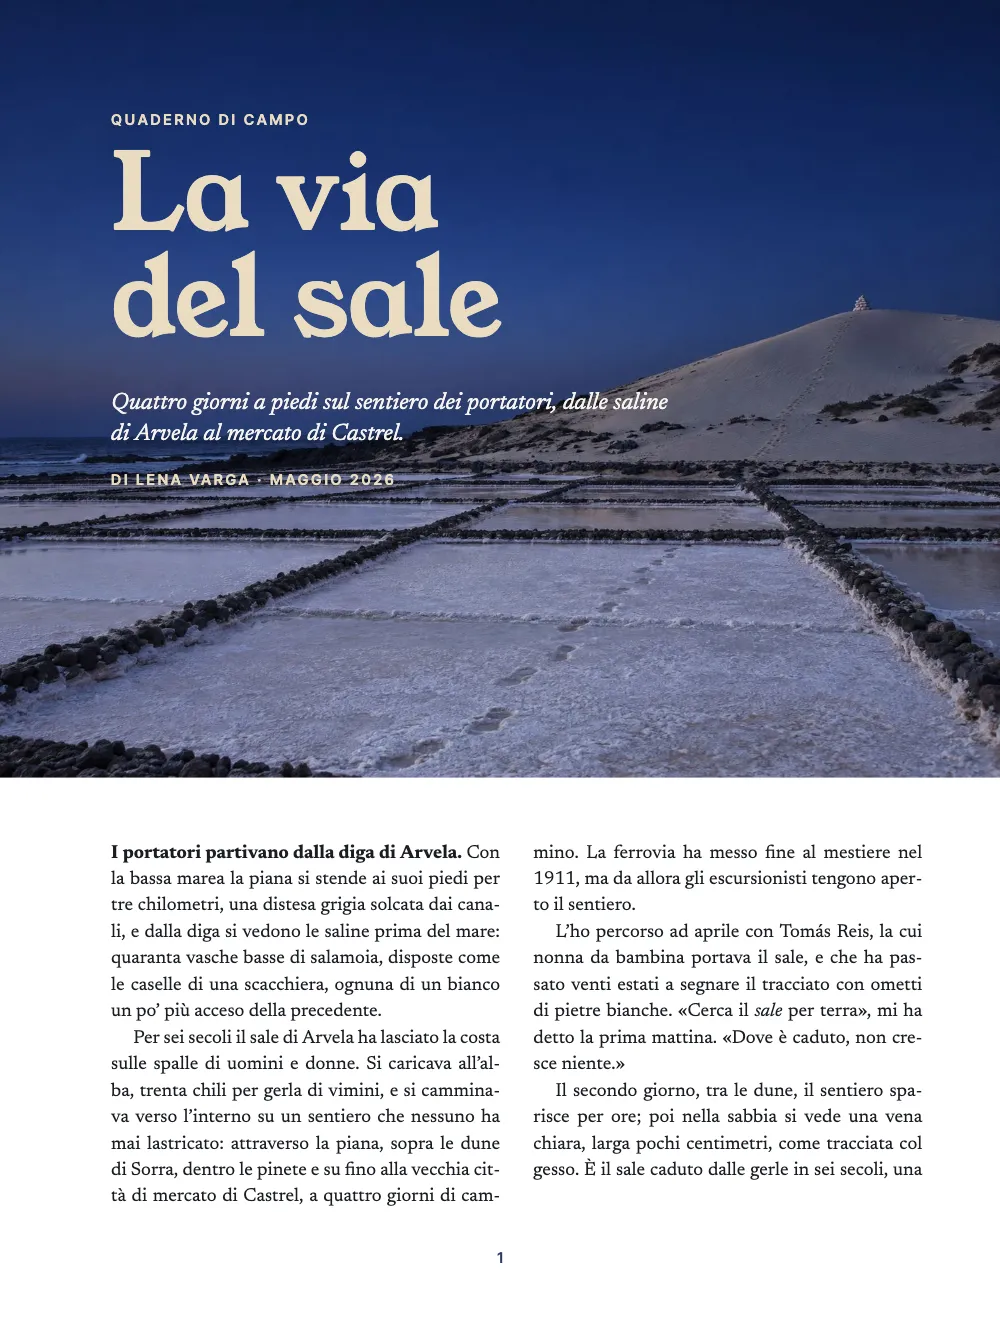 QUADERNO DI CAMPO
La via
del sale
Quattro giorni a piedi sul sentiero dei portatori, dalle saline
di Arvela al mercato di Castrel.
DI LENA VARGA · MAGGIO 2026
I portatori partivano dalla diga di Arvela. Con
la bassa marea la piana si stende ai suoi piedi per
tre chilometri, una distesa grigia solcata dai cana-
li, e dalla diga si vedono le saline prima del mare:
quaranta vasche basse di salamoia, disposte come
le caselle di una scacchiera, ognuna di un bianco
un po’ più acceso della precedente.
Per sei secoli il sale di Arvela ha lasciato la costa
sulle spalle di uomini e donne. Si caricava all’al-
ba, trenta chili per gerla di vimini, e si cammina-
va verso l’interno su un sentiero che nessuno ha
mai lastricato: attraverso la piana, sopra le dune
di Sorra, dentro le pinete e su fino alla vecchia cit-
tà di mercato di Castrel, a quattro giorni di cam-
mino. La ferrovia ha messo fine al mestiere nel
1911, ma da allora gli escursionisti tengono aper-
to il sentiero.
L’ho percorso ad aprile con Tomás Reis, la cui
nonna da bambina portava il sale, e che ha pas-
sato venti estati a segnare il tracciato con ometti
di pietre bianche. «Cerca il sale per terra», mi ha
detto la prima mattina. «Dove è caduto, non cre-
sce niente.»
Il secondo giorno, tra le dune, il sentiero spa-
risce per ore; poi nella sabbia si vede una vena
chiara, larga pochi centimetri, come tracciata col
gesso. È il sale caduto dalle gerle in sei secoli, una
1